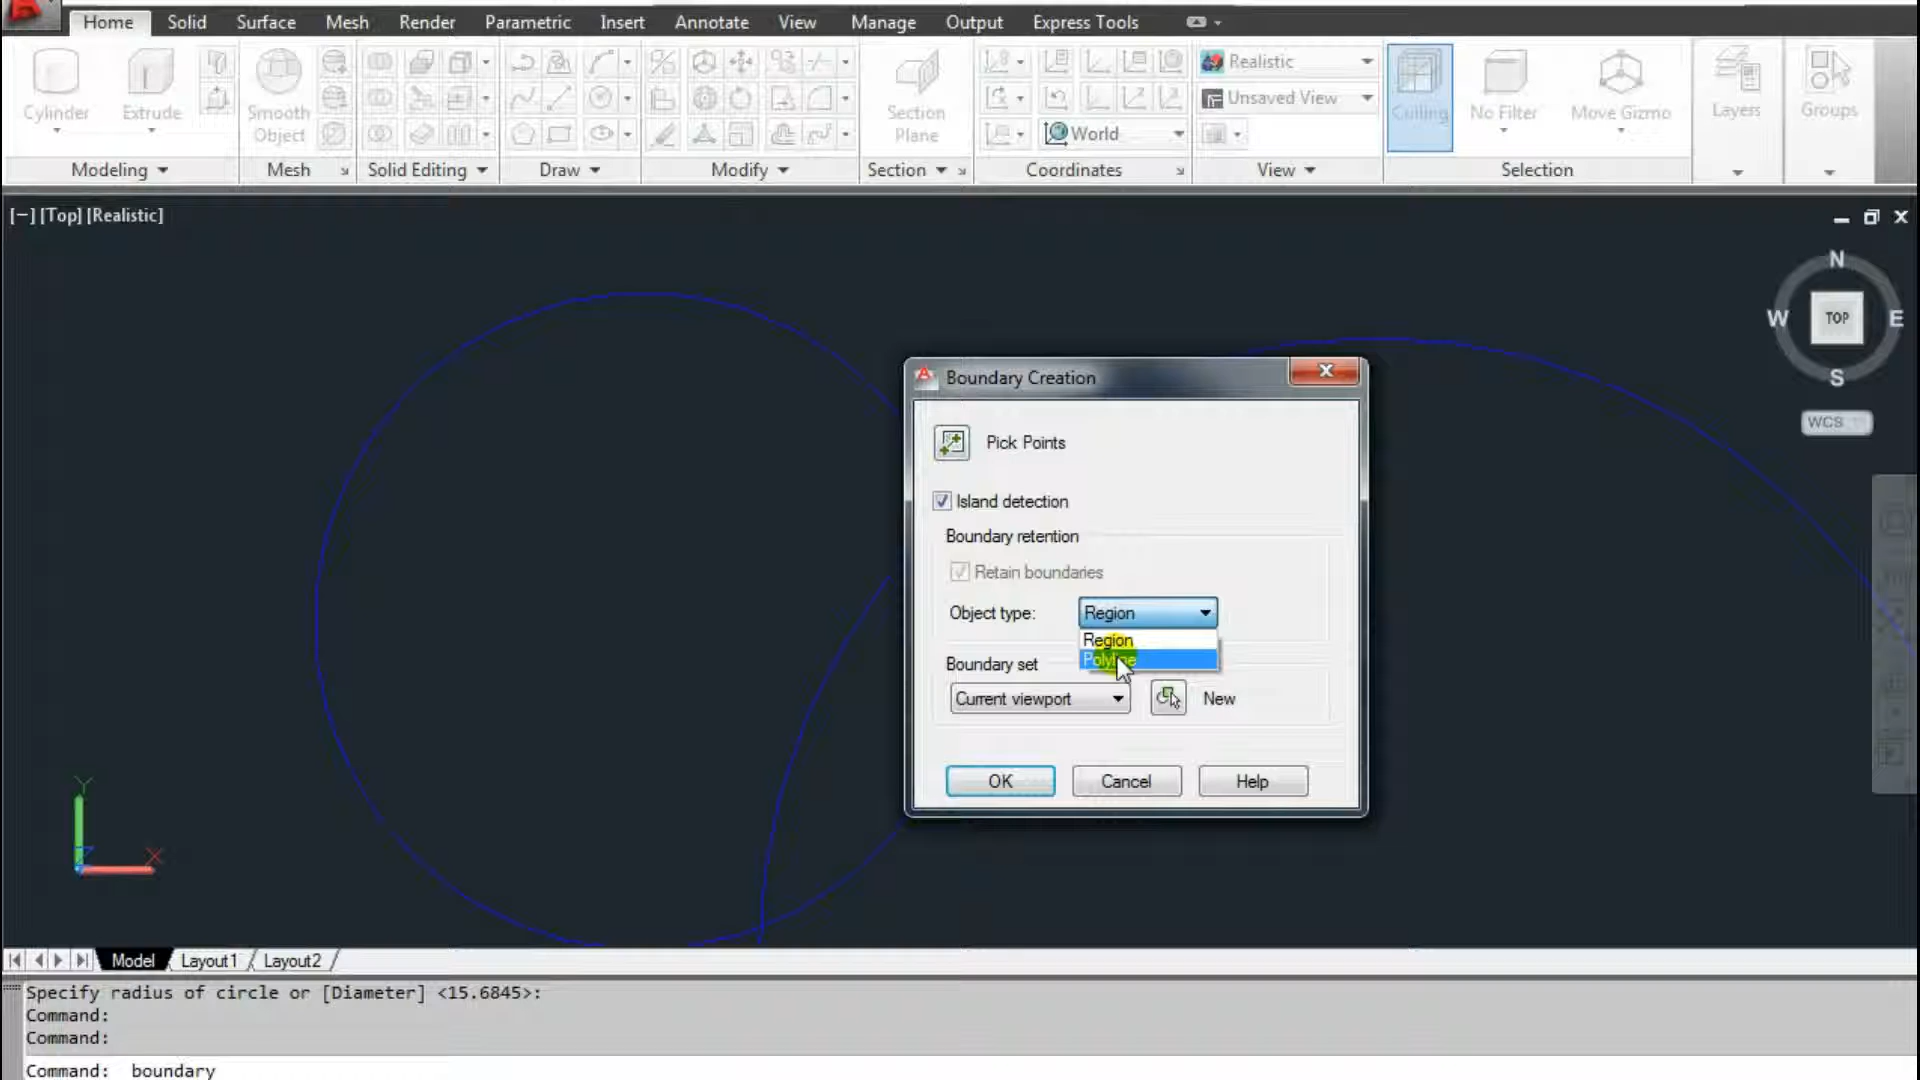 Home Solid Surface Mesh Render Parametric Insert Annotate View Manage Output Express Tools
Cylinder
Extrude
Smooth
Object
Section
Plane
Realistic
Unsaved View
World
Culling
No Filter
Move Gizmo
Layers
Groups
Modeling
Mesh
Solid Editing
Draw
Modify
Section
Coordinates
View
Selection
[−] [Top] [Realistic]
N
W
TOP
E
S
WCS
Boundary Creation
Pick Points
Island detection
Boundary retention
Retain boundaries
Object type: Region
Region
Polyline
Boundary set
Current viewport
New
OK
Cancel
Help
Y
Z
X
Model Layout1 Layout2
Specify radius of circle or [Diameter] <15.6845>:
Command:
Command:
Command: boundary